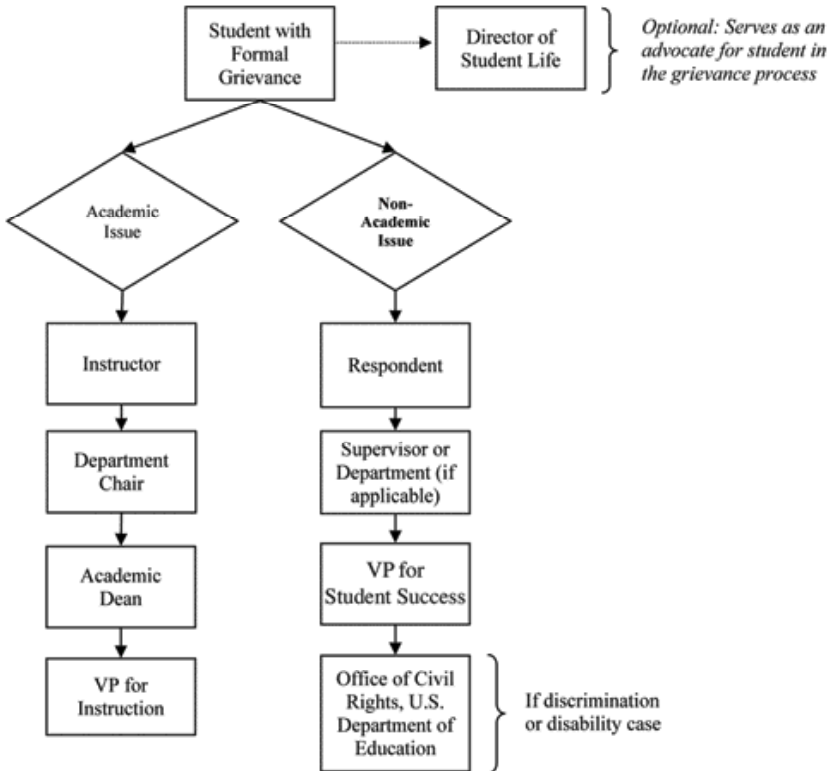 Student with
Formal
Grievance
Director of
Student Life
Optional: Serves as an
advocate for student in
the grievance process
Academic
Issue
Non-
Academic
Issue
Instructor
Respondent
Department
Chair
Supervisor or
Department (if
applicable)
Academic
Dean
VP for
Student Success
VP for
Instruction
Office of Civil
Rights, U.S.
Department of
Education
If discrimination
or disability case